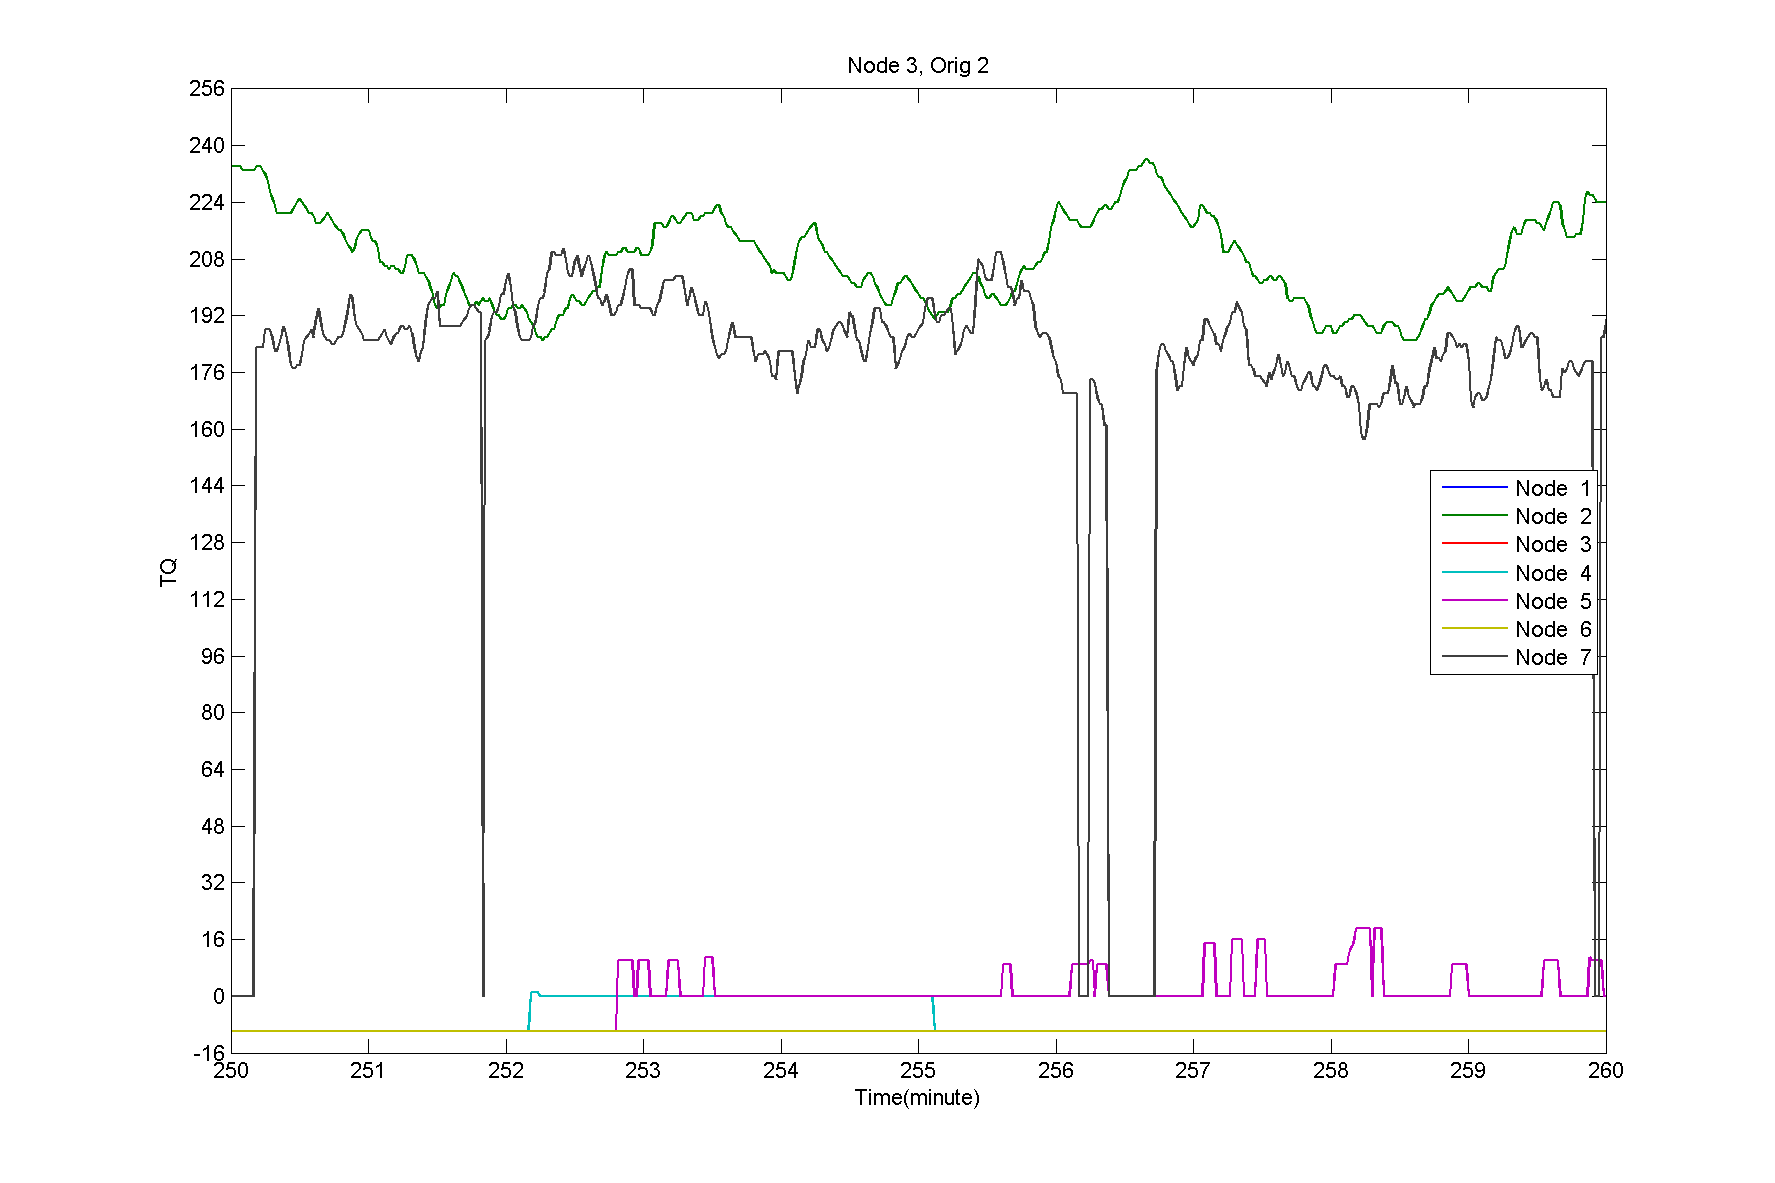 Node 3, Orig 2
256
240
224
208
192
176
160
144
128
112
96
80
64
48
32
16
0
-16
TQ
Node 1
Node 2
Node 3
Node 4
Node 5
Node 6
Node 7
250 251 252 253 254 255 256 257 258 259 260
Time(minute)